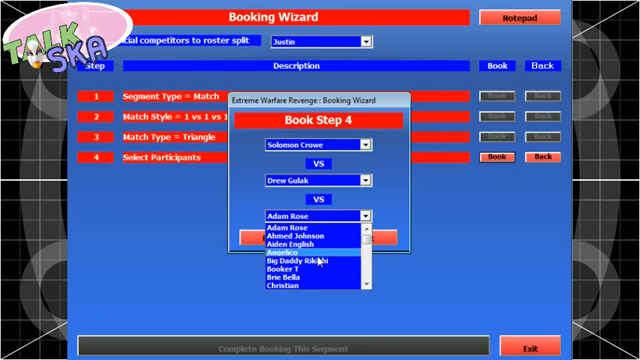 TALK
SKA
Booking Wizard
Notepad
cial competitors to roster split
Justin
Step
Description
Book
Back
1
Segment Type = Match
Book
Back
2
Match Style = 1 vs 1 vs 1
Book
Back
3
Match Type = Triangle
Book
Back
4
Select Participants
Book
Back
Extreme Warfare Revenge : Booking Wizard
Book Step 4
Solomon Crowe
VS
Drew Gulak
VS
Adam Rose
Adam Rose
Ahmed Johnson
Aiden English
Angelico
Big Daddy Rikishi
Booker T
Brie Bella
Christian
Complete Booking This Segment
Exit